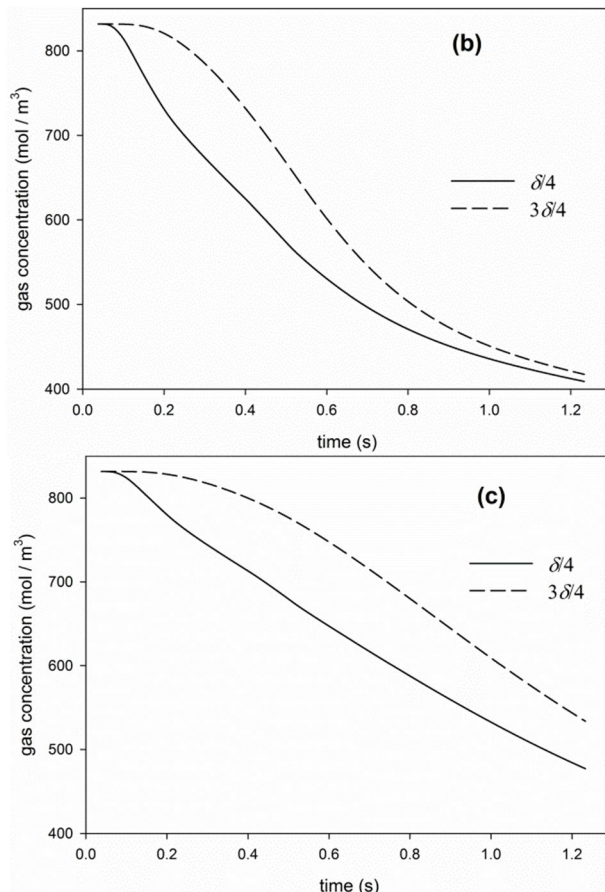 (b)
gas concentration (mol / m³)
800
700
600
500
400
δ/4
3δ/4
0.0 0.2 0.4 0.6 0.8 1.0 1.2
time (s)
(c)
gas concentration (mol / m³)
800
700
600
500
400
δ/4
3δ/4
0.0 0.2 0.4 0.6 0.8 1.0 1.2
time (s)